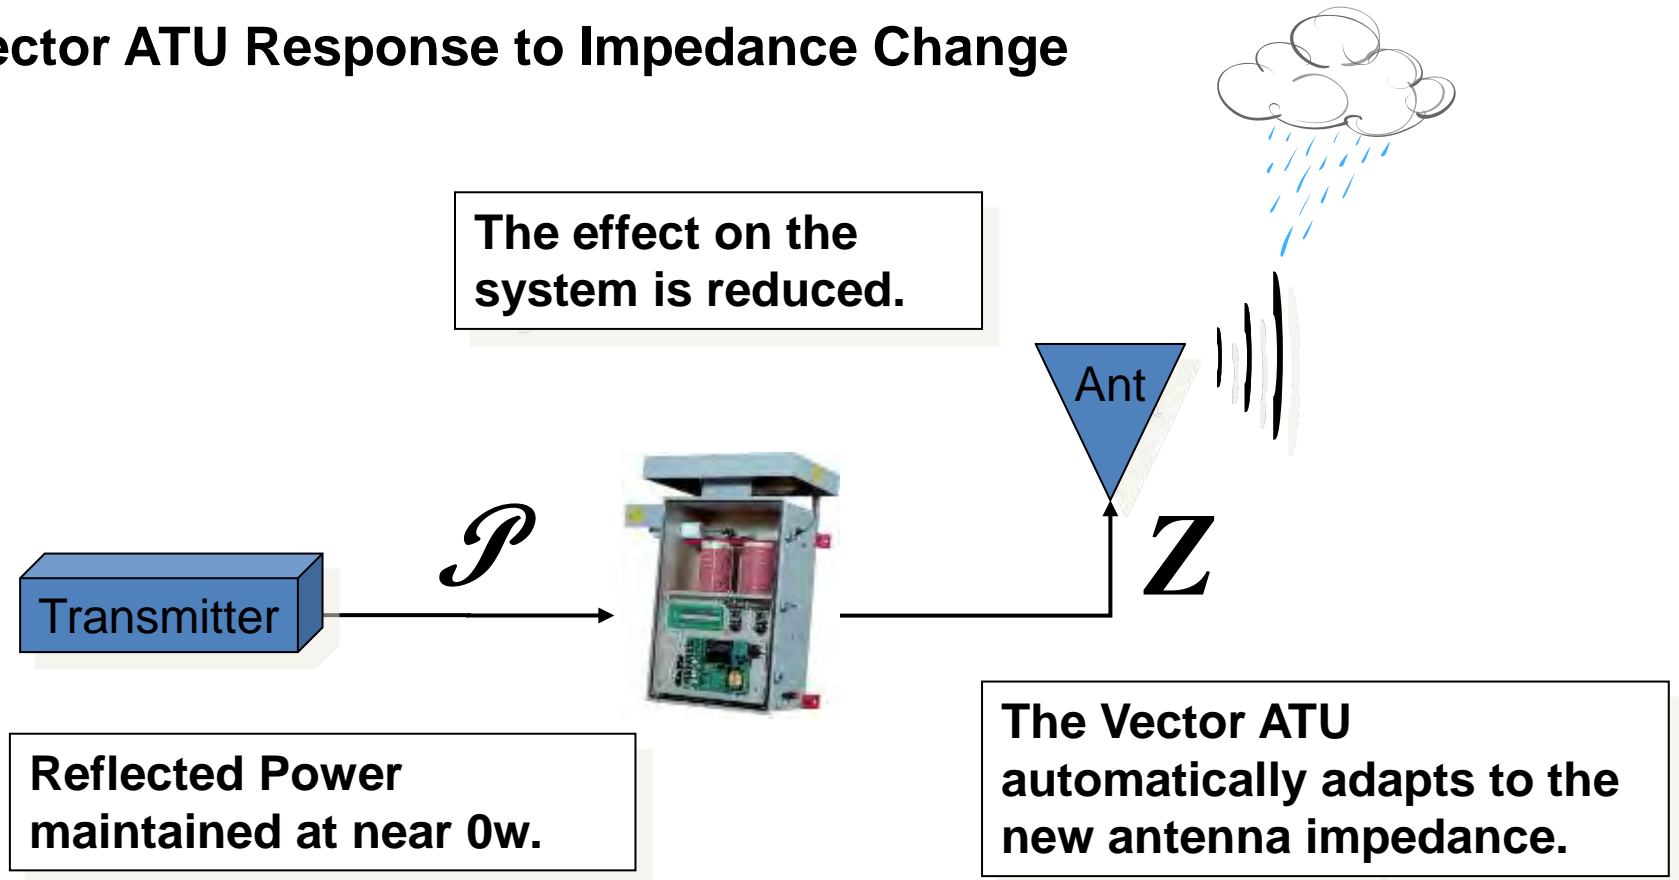 ector ATU Response to Impedance Change
The effect on the
system is reduced.
Ant
𝒫
Z
Transmitter
Reflected Power
maintained at near 0w.
The Vector ATU
automatically adapts to the
new antenna impedance.